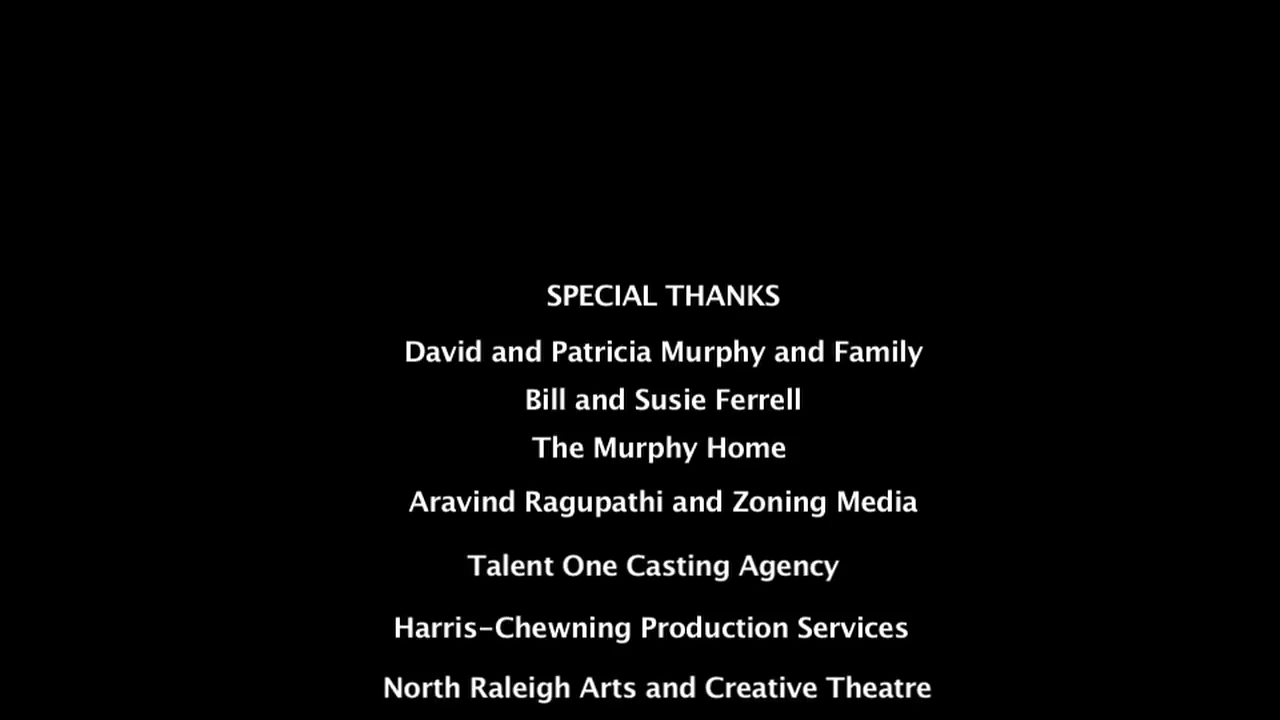 SPECIAL THANKS
David and Patricia Murphy and Family
Bill and Susie Ferrell
The Murphy Home
Aravind Ragupathi and Zoning Media
Talent One Casting Agency
Harris-Chewning Production Services
North Raleigh Arts and Creative Theatre